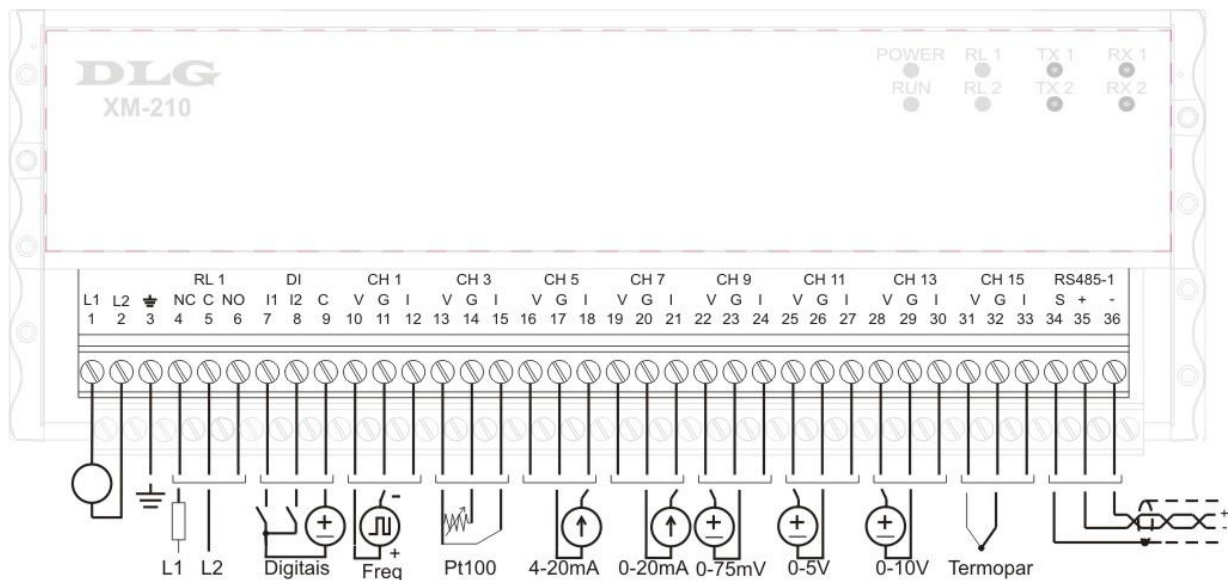 DLG
XM-210
POWER RL 1 TX 1 RX 1
RUN RL 2 TX 2 RX 2
RL 1 DI CH 1 CH 3 CH 5 CH 7 CH 9 CH 11 CH 13 CH 15 RS485-1
L1 L2 NC C NO I1 I2 C V G I V G I V G I V G I V G I V G I V G I V G I S + -
1 2 3 4 5 6 7 8 9 10 11 12 13 14 15 16 17 18 19 20 21 22 23 24 25 26 27 28 29 30 31 32 33 34 35 36
L1 L2 Digitais Freq Pt100 4-20mA 0-20mA 0-75mV 0-5V 0-10V Termopar